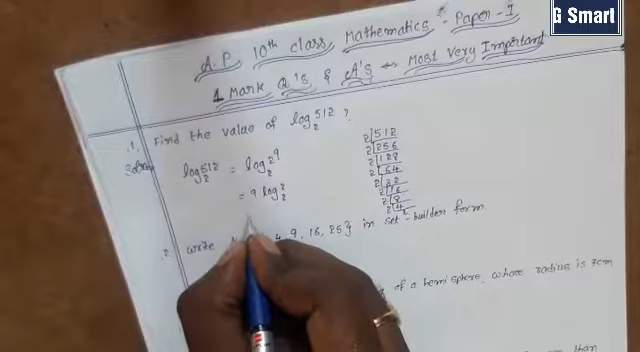 G Smart
A.P 10th class Mathematics - Paper-I
1 Mark Q's & A's ↔ Most Very Important
1. Find the value of log₂512 ?
Soln:- log₂512 = log₂2⁹
= 9 log₂2
2|512
2|256
2|128
2|64
2|32
2|16
2|8
2|4
2
2. Write 4, 9, 16, 25} in set-builder form
of a hemisphere, whose radius is 7cm
than